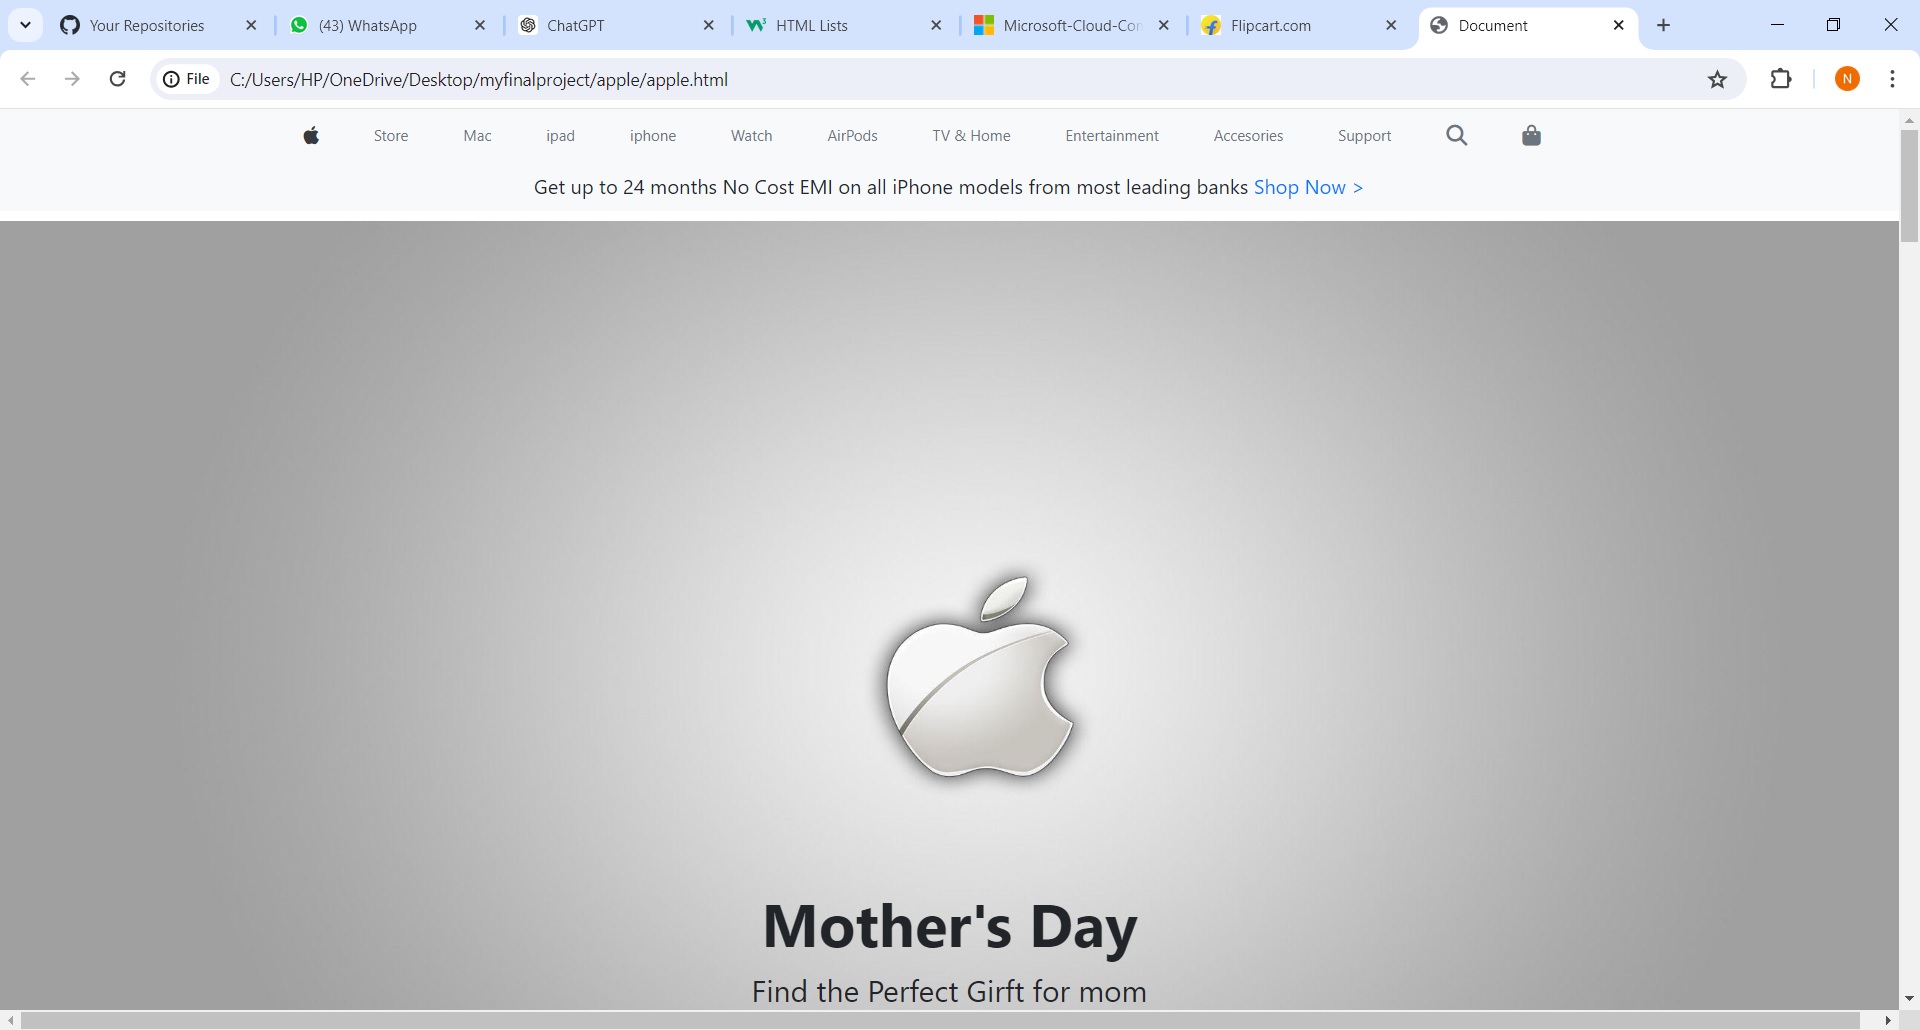 Your Repositories
(43) WhatsApp
ChatGPT
HTML Lists
Microsoft-Cloud-Con
Flipcart.com
Document
File C:/Users/HP/OneDrive/Desktop/myfinalproject/apple/apple.html
N
Store Mac ipad iphone Watch AirPods TV & Home Entertainment Accesories Support
Get up to 24 months No Cost EMI on all iPhone models from most leading banks Shop Now >
Mother's Day
Find the Perfect Girft for mom